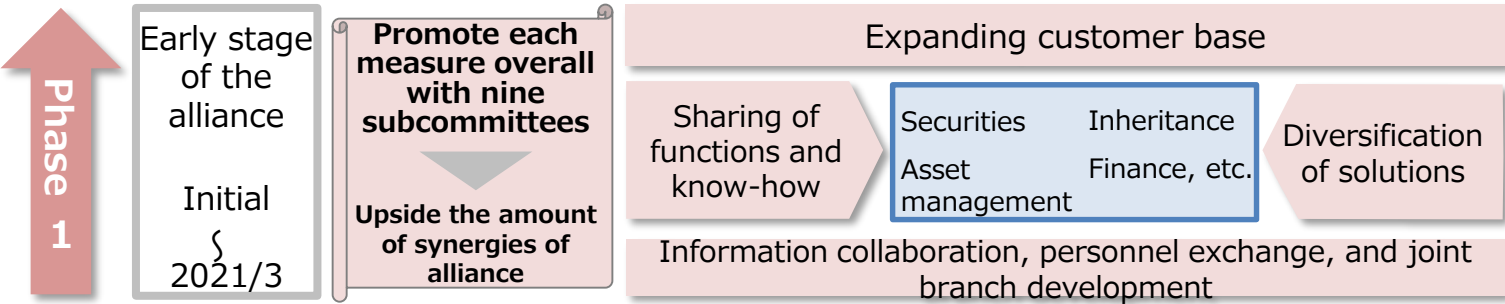 Phase 1
Early stage
of the
alliance
Initial
～
2021/3
Promote each
measure overall
with nine
subcommittees
Upside the amount
of synergies of
alliance
Expanding customer base
Sharing of
functions and
know-how
Securities
Inheritance
Asset
management
Finance, etc.
Diversification
of solutions
Information collaboration, personnel exchange, and joint
branch development